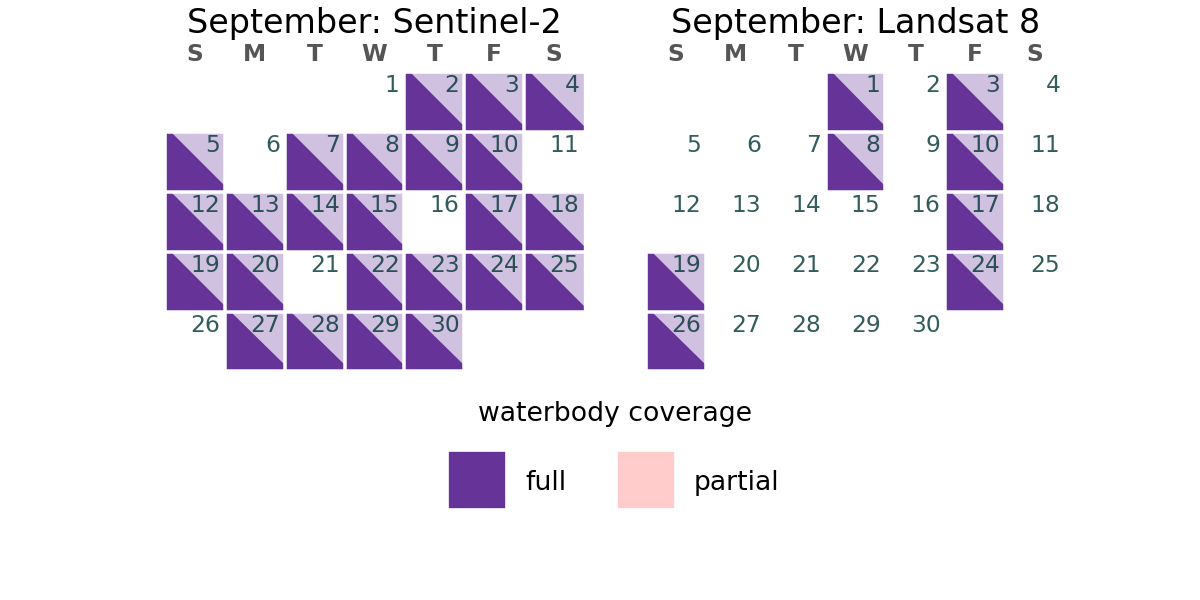 September: Sentinel-2
S M T W T F S
1 2 3 4
5 6 7 8 9 10 11
12 13 14 15 16 17 18
19 20 21 22 23 24 25
26 27 28 29 30
September: Landsat 8
S M T W T F S
1 2 3 4
5 6 7 8 9 10 11
12 13 14 15 16 17 18
19 20 21 22 23 24 25
26 27 28 29 30
waterbody coverage
full partial